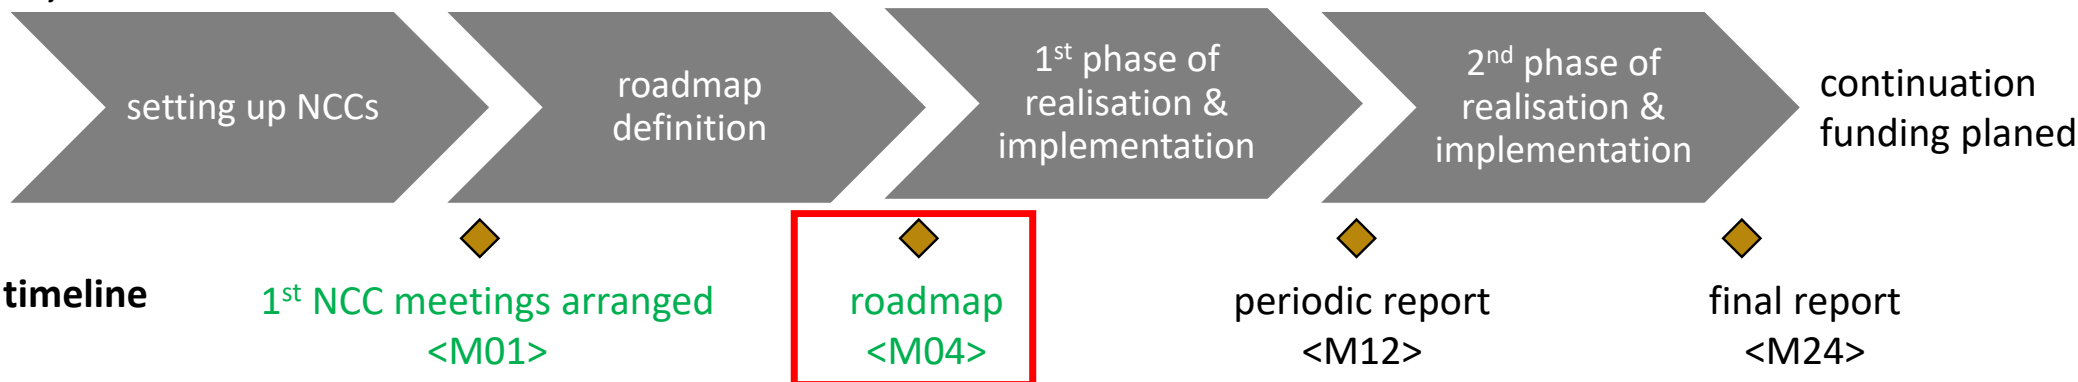 setting up NCCs
roadmap
definition
1st phase of
realisation &
implementation
2nd phase of
realisation &
implementation
continuation
funding planed
timeline
1st NCC meetings arranged
<M01>
roadmap
<M04>
periodic report
<M12>
final report
<M24>